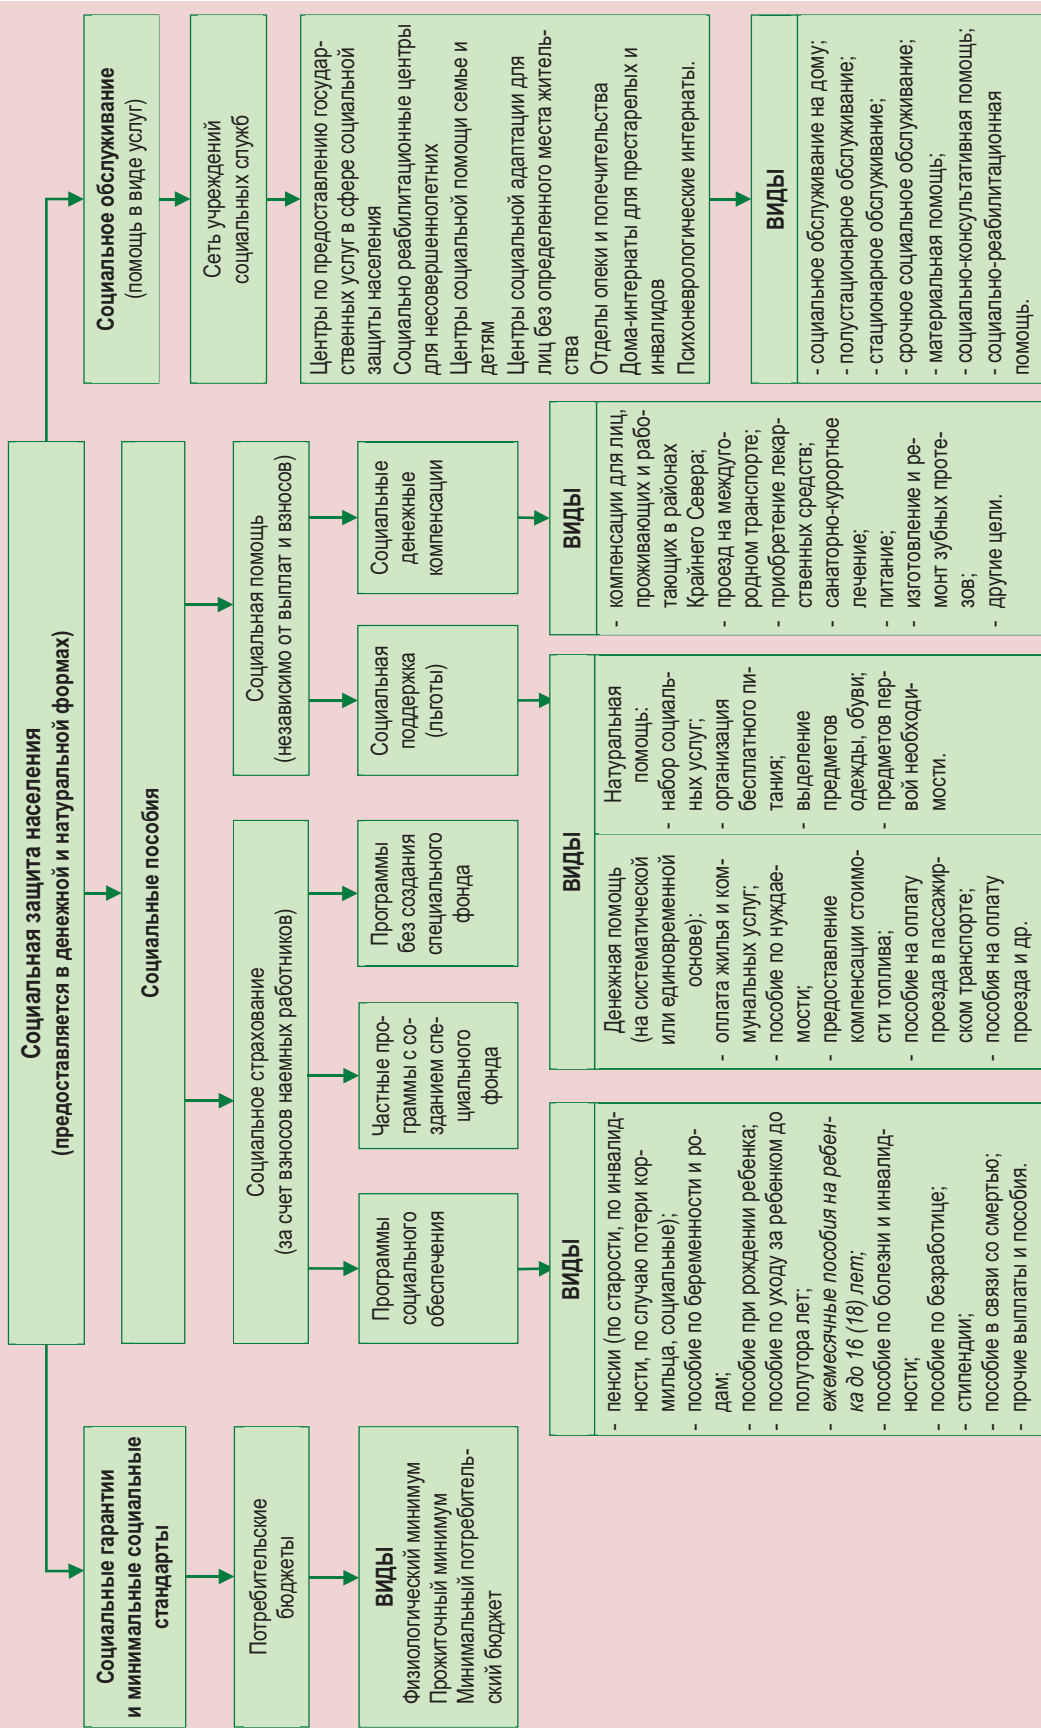 Социальная защита населения
(предоставляется в денежной и натуральной формах)
Социальные гарантии
и минимальные социальные
стандарты
Потребительские
бюджеты
ВИДЫ
Физиологический минимум
Прожиточный минимум
Минимальный потребитель-
ский бюджет
Социальные пособия
Социальное страхование
(за счет взносов наемных работников)
Программы
социального
обеспечения
Частные про-
граммы с со-
зданием спе-
циального
фонда
Программы
без создания
специального
фонда
ВИДЫ
- пенсии (по старости, по инвалид-
ности, по случаю потери кор-
мильца, социальные);
- пособие по беременности и ро-
дам;
- пособие при рождении ребенка;
- пособие по уходу за ребенком до
полутора лет;
- ежемесячные пособия на ребен-
ка до 16 (18) лет;
- пособие по болезни и инвалид-
ности;
- пособие по безработице;
- стипендии;
- пособие в связи со смертью;
- прочие выплаты и пособия.
Социальная помощь
(независимо от выплат и взносов)
Социальная
поддержка
(льготы)
Социальные
денежные
компенсации
ВИДЫ
Денежная помощь
(на систематической
или единовременной
основе):
- оплата жилья и ком-
мунальных услуг;
- пособие по нуждае-
мости;
- предоставление
компенсации стоимо-
сти топлива;
- пособие на оплату
проезда в пассажир-
ском транспорте;
- пособия на оплату
проезда и др.
Натуральная
помощь:
- набор социаль-
ных услуг;
- организация
бесплатного пи-
тания;
- выделение
предметов
одежды, обуви;
- предметов пер-
вой необходи-
мости.
ВИДЫ
- компенсации для лиц,
проживающих и рабо-
тающих в районах
Крайнего Севера;
- проезд на междуго-
родном транспорте;
- приобретение лекар-
ственных средств;
- санаторно-курортное
лечение;
- питание;
- изготовление и ре-
монт зубных проте-
зов;
- другие цели.
Социальное обслуживание
(помощь в виде услуг)
Сеть учреждений
социальных служб
Центры по предоставлению государ-
ственных услуг в сфере социальной
защиты населения
Социально реабилитационные центры
для несовершеннолетних
Центры социальной помощи семье и
детям
Центры социальной адаптации для
лиц без определенного места житель-
ства
Отделы опеки и попечительства
Дома-интернаты для престарелых и
инвалидов
Психоневрологические интернаты.
ВИДЫ
- социальное обслуживание на дому;
- полустационарное обслуживание;
- стационарное обслуживание;
- срочное социальное обслуживание;
- материальная помощь;
- социально-консультативная помощь;
- социально-реабилитационная
помощь.